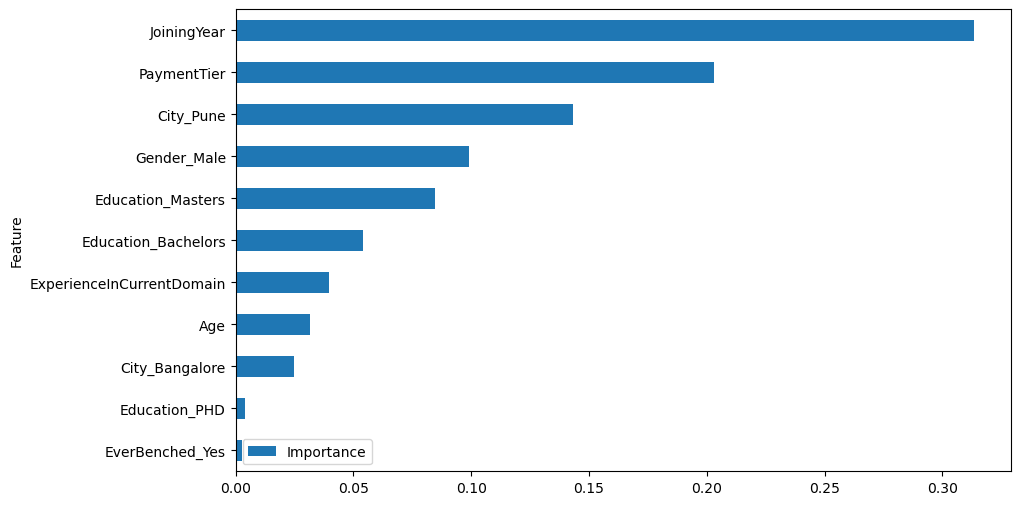 JoiningYear
PaymentTier
City_Pune
Gender_Male
Education_Masters
Education_Bachelors
ExperienceInCurrentDomain
Age
City_Bangalore
Education_PHD
EverBenched_Yes
Feature
Importance
0.00 0.05 0.10 0.15 0.20 0.25 0.30